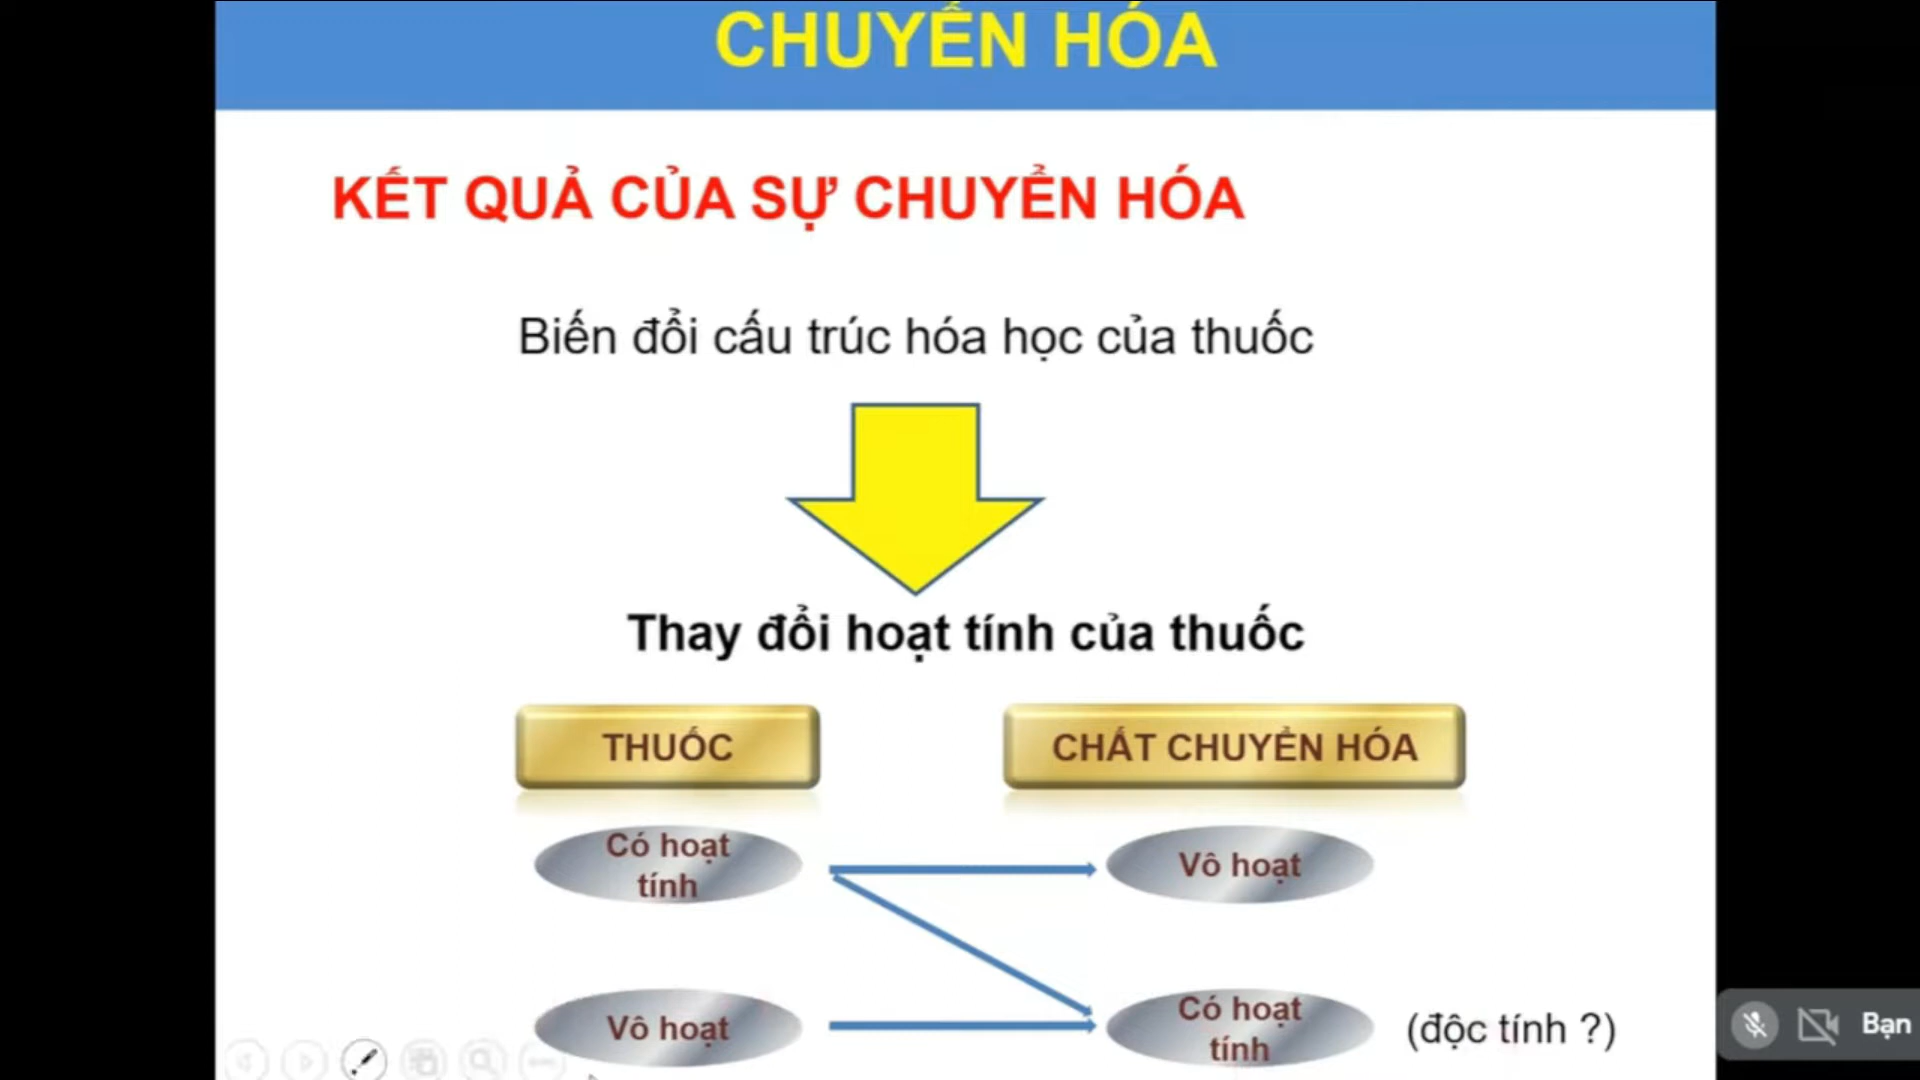 CHUYỂN HÓA
KẾT QUẢ CỦA SỰ CHUYỂN HÓA
Biến đổi cấu trúc hóa học của thuốc
Thay đổi hoạt tính của thuốc
THUỐC
CHẤT CHUYỂN HÓA
Có hoạt
tính
Vô hoạt
Vô hoạt
Có hoạt
tính
(độc tính ?)
Bạn